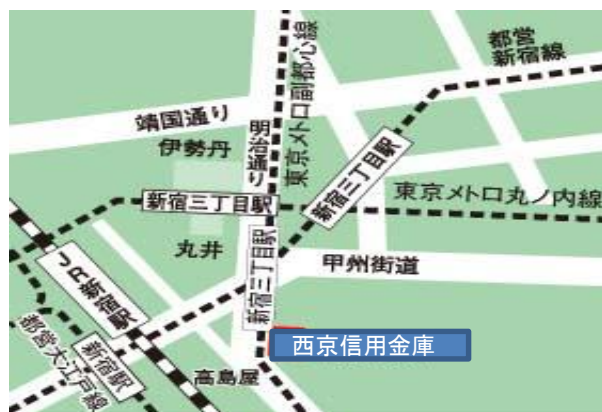 都営
新宿線
靖国通り
伊勢丹
明治通り
東京メトロ副都心線
新宿三丁目駅
新宿三丁目駅
東京メトロ丸ノ内線
丸井
新宿三丁目駅
甲州街道
JR新宿駅
新宿駅
都営大江戸線
高島屋
西京信用金庫